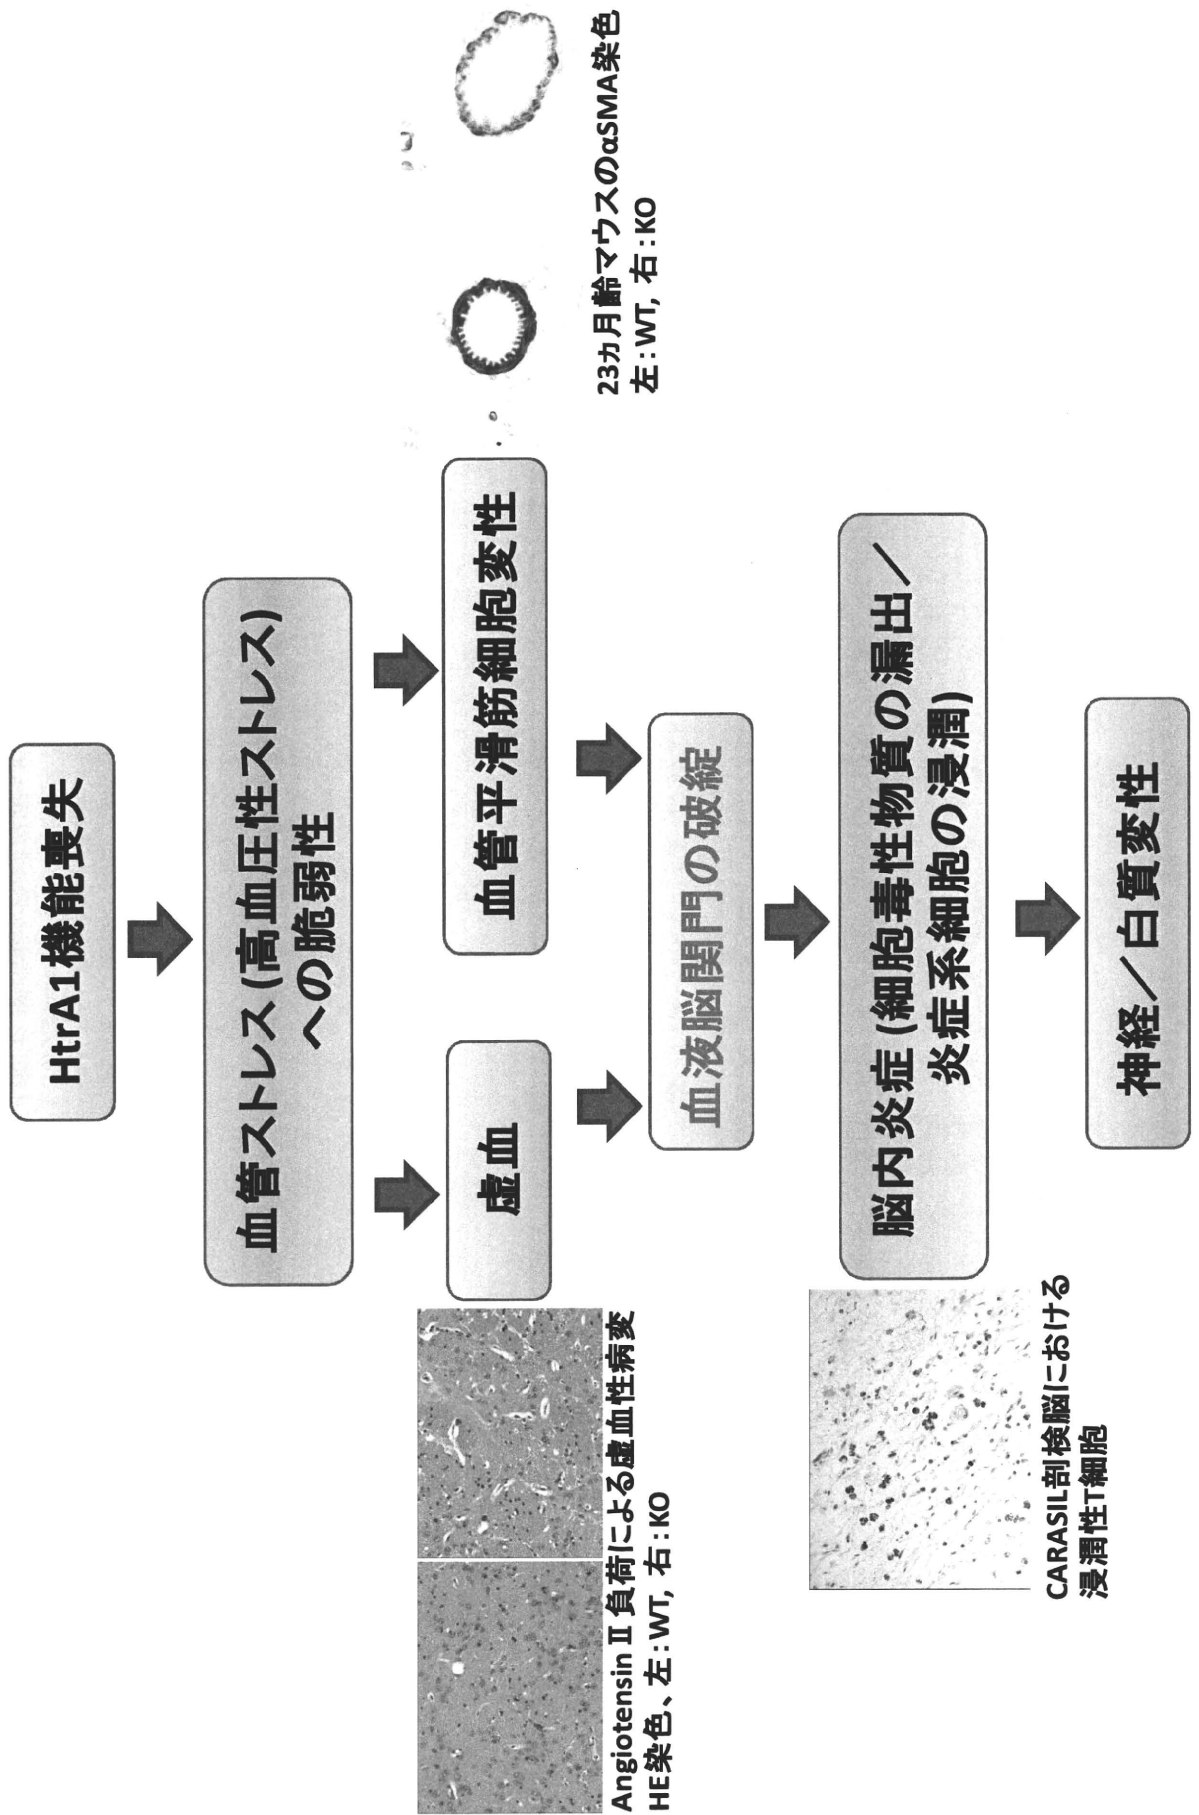 HtrA1機能喪失
血管ストレス(高血圧性ストレス)
への脆弱性
虚血
血管平滑筋細胞変性
Angiotensin Ⅱ 負荷による虚血性病変
HE染色、左:WT, 右:KO
23カ月齢マウスのαSMA染色
左:WT, 右:KO
血液脳関門の破綻
脳内炎症(細胞毒性物質の漏出/
炎症系細胞の浸潤)
CARASIL剖検脳における
浸潤性T細胞
神経/白質変性